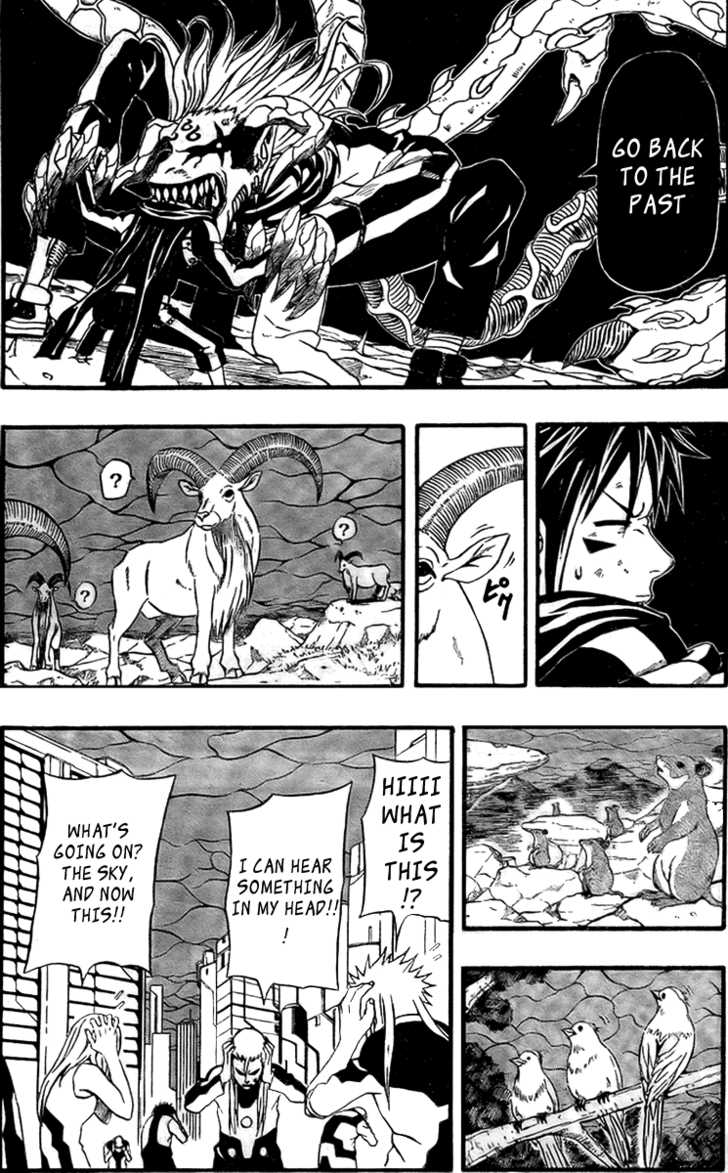 GO BACK
TO THE
PAST
ピク
?
?
?
HIIII
WHAT
IS
THIS
!?
I CAN HEAR
SOMETHING
IN MY HEAD!!
!
WHAT'S
GOING ON?
THE SKY,
AND NOW
THIS!!